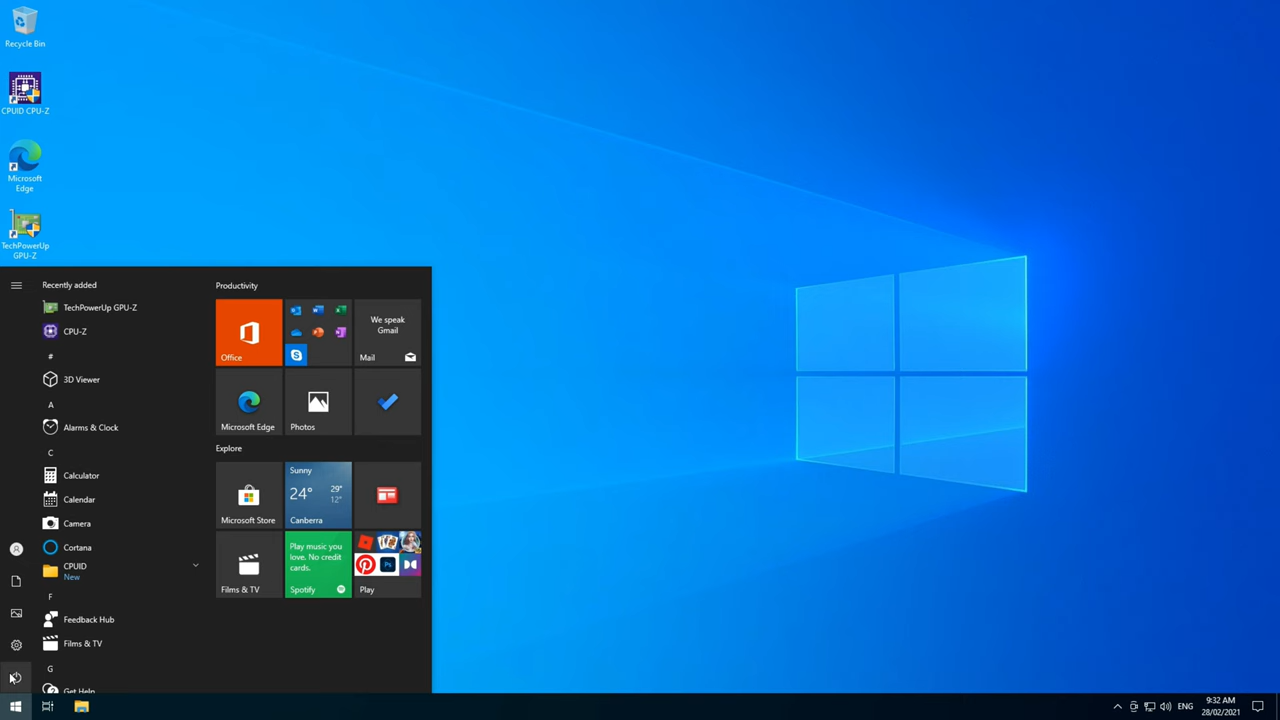 Recycle Bin
CPUID CPU-Z
Microsoft
Edge
TechPowerUp
GPU-Z
Recently added
TechPowerUp GPU-Z
CPU-Z
#
3D Viewer
A
Alarms & Clock
C
Calculator
Calendar
Camera
Cortana
CPUID
New
F
Feedback Hub
Films & TV
G
Get Help
Productivity
Office
We speak
Gmail
Mail
Microsoft Edge
Photos
Explore
Microsoft Store
Sunny
24°
29°
12°
Canberra
Films & TV
Play music you
love. No credit
cards.
Spotify
Ps
Play
ENG
9:32 AM
28/02/2021